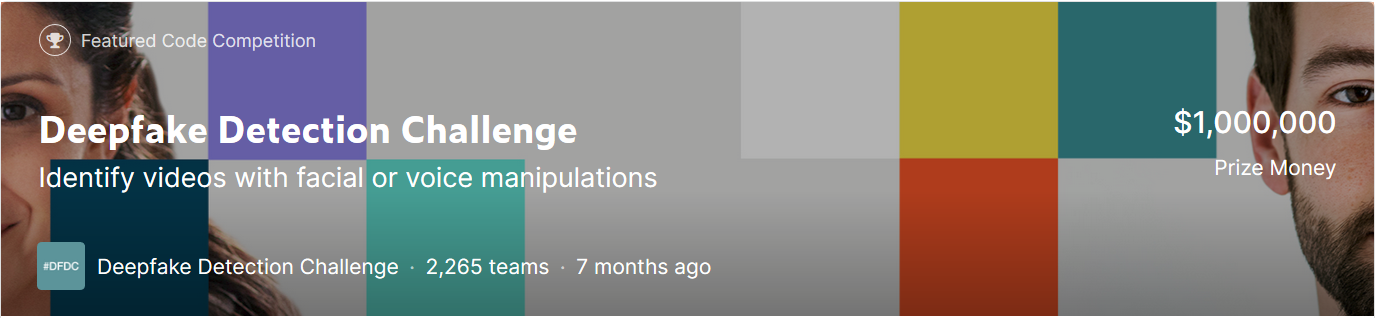 Featured Code Competition
Deepfake Detection Challenge
Identify videos with facial or voice manipulations
$1,000,000
Prize Money
#DFDC
Deepfake Detection Challenge · 2,265 teams · 7 months ago